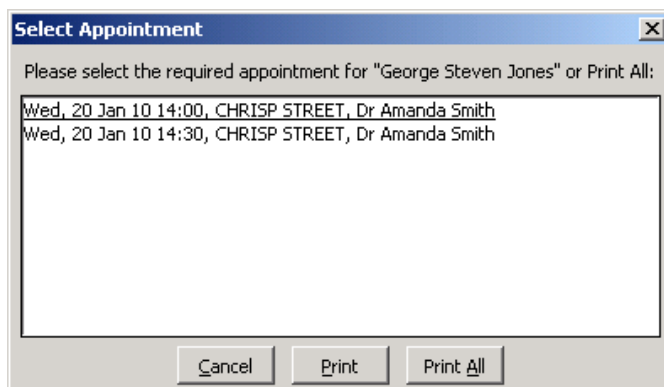 Select Appointment
Please select the required appointment for "George Steven Jones" or Print All:
Wed, 20 Jan 10 14:00, CHRISP STREET, Dr Amanda Smith
Wed, 20 Jan 10 14:30, CHRISP STREET, Dr Amanda Smith
Cancel Print Print All